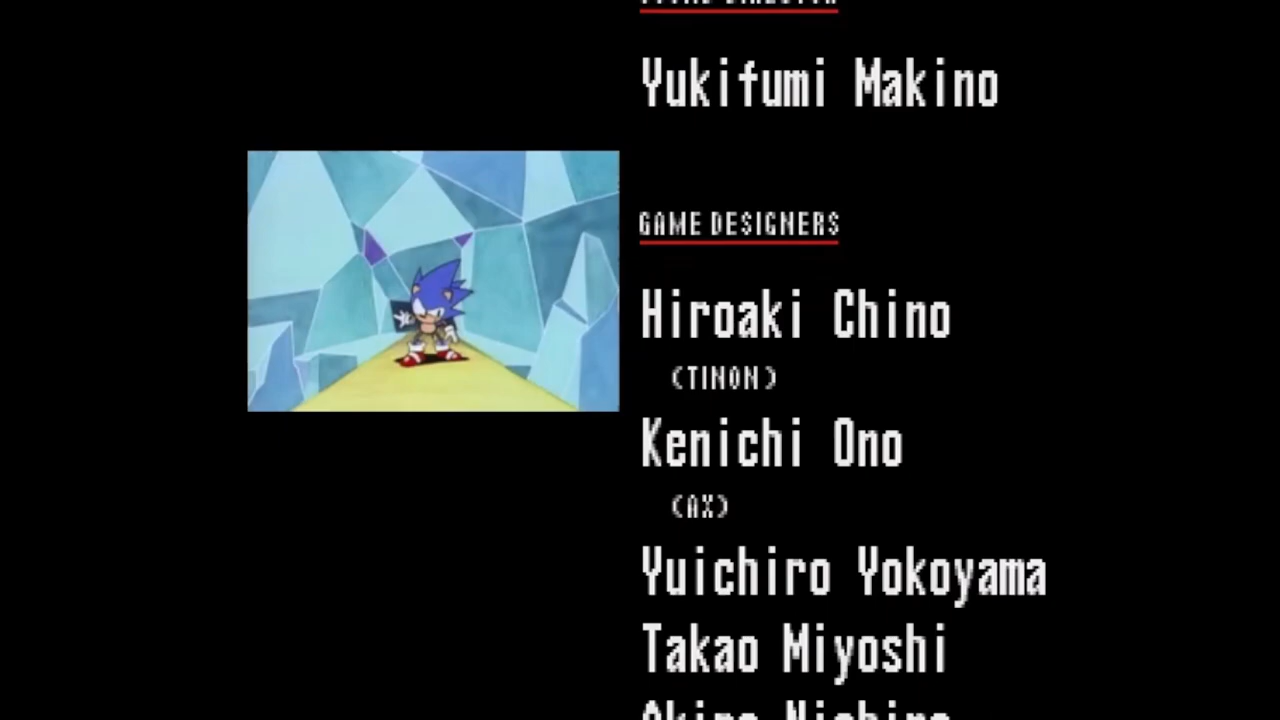 Yukifumi Makino
GAME DESIGNERS
Hiroaki Chino
(TINON)
Kenichi Ono
(AX)
Yuichiro Yokoyama
Takao Miyoshi